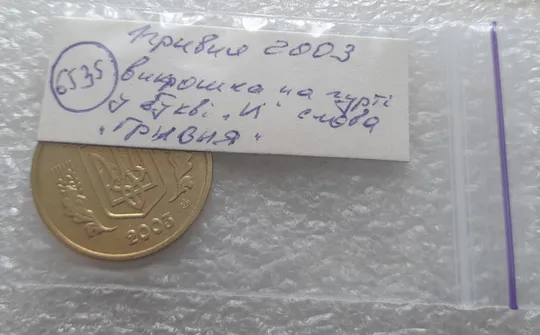 Гривня 2003
6535
викрошка на гурті
у букві „И“ слова
„ГРИВНЯ“
2003